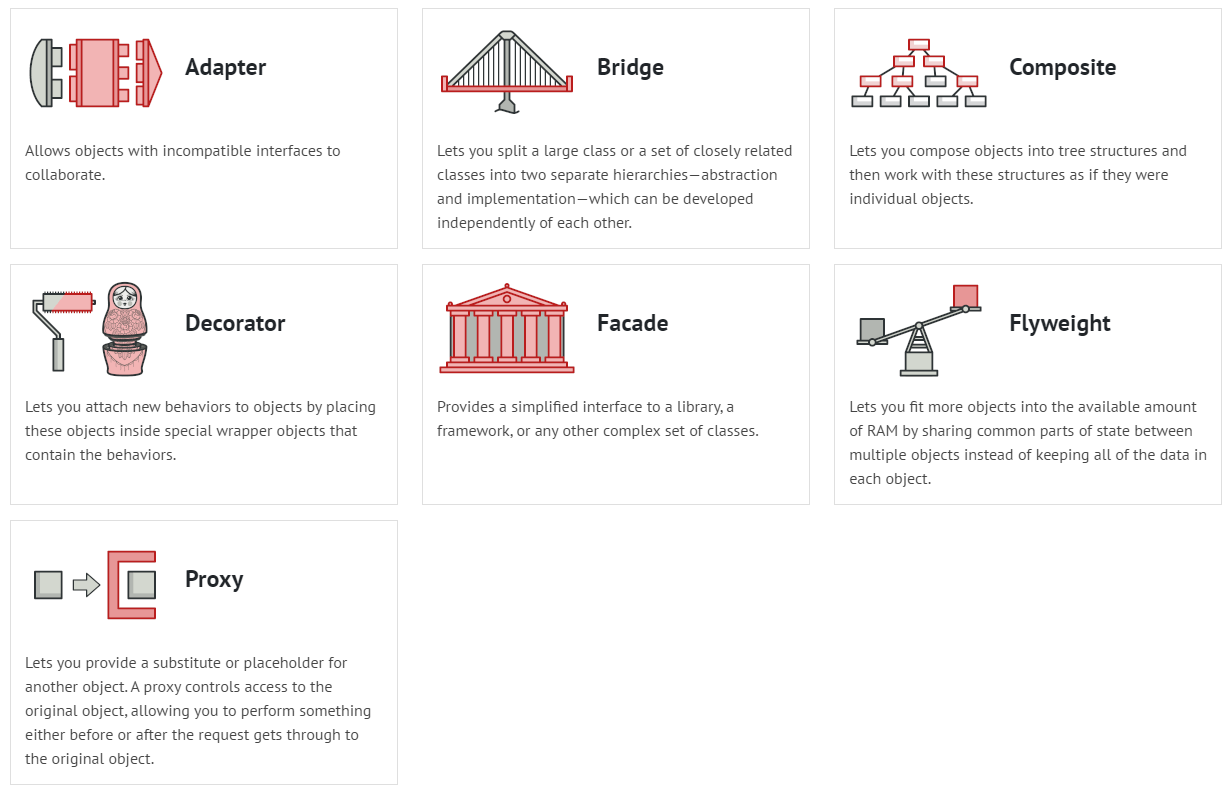 Adapter
Allows objects with incompatible interfaces to
collaborate.
Bridge
Lets you split a large class or a set of closely related
classes into two separate hierarchies—abstraction
and implementation—which can be developed
independently of each other.
Composite
Lets you compose objects into tree structures and
then work with these structures as if they were
individual objects.
Decorator
Lets you attach new behaviors to objects by placing
these objects inside special wrapper objects that
contain the behaviors.
Facade
Provides a simplified interface to a library, a
framework, or any other complex set of classes.
Flyweight
Lets you fit more objects into the available amount
of RAM by sharing common parts of state between
multiple objects instead of keeping all of the data in
each object.
Proxy
Lets you provide a substitute or placeholder for
another object. A proxy controls access to the
original object, allowing you to perform something
either before or after the request gets through to
the original object.